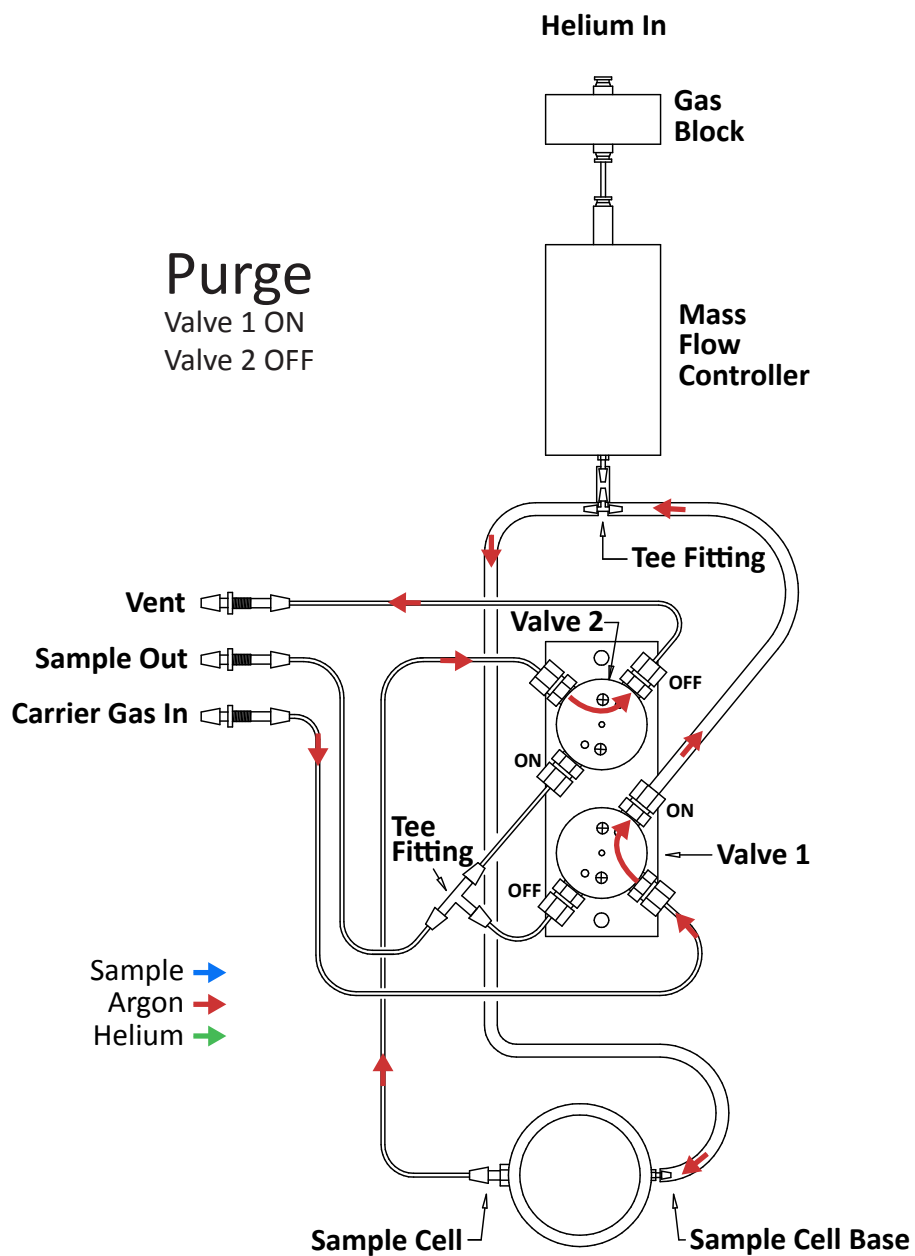 Helium In
Gas
Block
Purge
Valve 1 ON
Valve 2 OFF
Mass
Flow
Controller
Tee Fitting
Vent
Valve 2
Sample Out
OFF
Carrier Gas In
ON
ON
Tee
Fitting
Valve 1
OFF
Sample
Argon
Helium
Sample Cell
Sample Cell Base